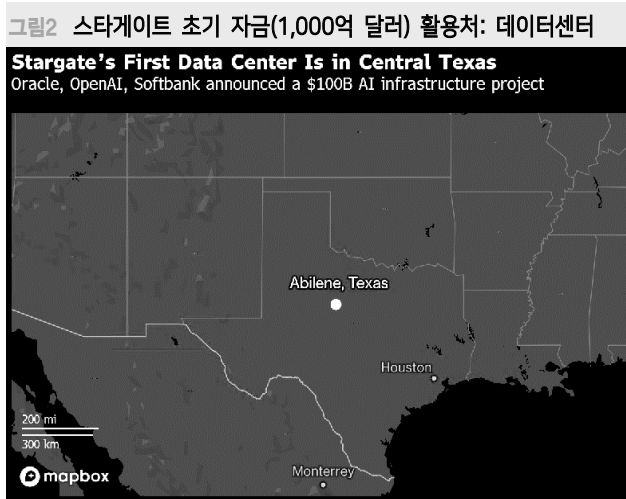 그림2 스타게이트 초기 자금(1,000억 달러) 활용처: 데이터센터
Stargate's First Data Center Is in Central Texas
Oracle, OpenAI, Softbank announced a $100B AI infrastructure project
Abilene, Texas
Houston
200 mi
300 km
Monterrey
mapbox